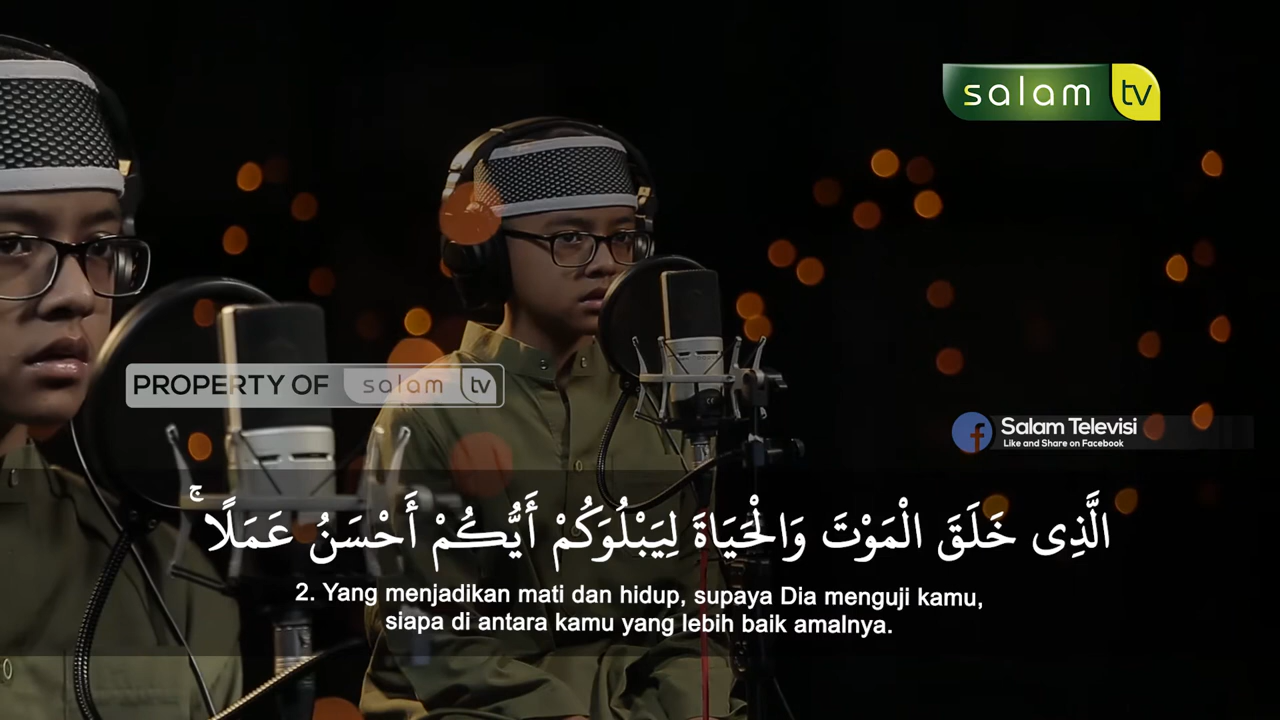 salam tv
PROPERTY OF salam tv
Salam Televisi
Like and Share on Facebook
الَّذِى خَلَقَ الْمَوْتَ وَالْحَيَاةَ لِيَبْلُوَكُمْ أَيُّكُمْ أَحْسَنُ عَمَلًا ۚ
2. Yang menjadikan mati dan hidup, supaya Dia menguji kamu,
siapa di antara kamu yang lebih baik amalnya.